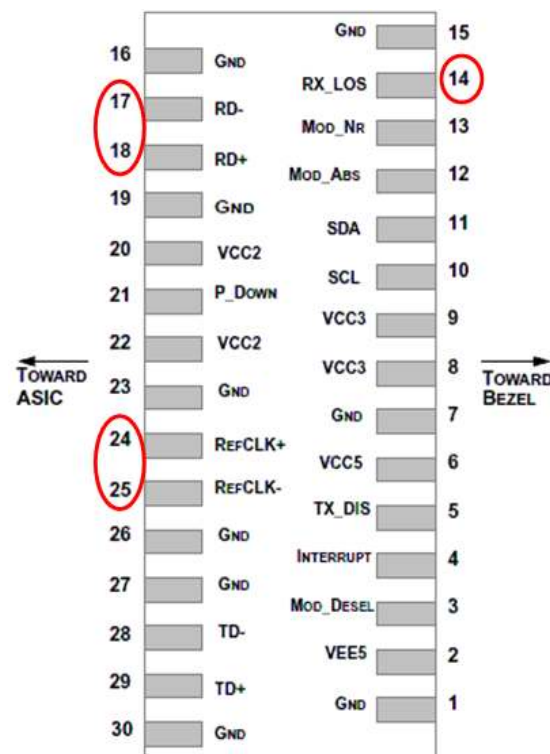 16 GND
17 RD-
18 RD+
19 GND
20 VCC2
21 P_DOWN
22 VCC2
TOWARD
ASIC
23 GND
24 REFCLK+
25 REFCLK-
26 GND
27 GND
28 TD-
29 TD+
30 GND
GND 15
RX_LOS 14
MOD_NR 13
MOD_ABS 12
SDA 11
SCL 10
VCC3 9
VCC3 8
TOWARD
BEZEL
GND 7
VCC5 6
TX_DIS 5
INTERRUPT 4
MOD_DESEL 3
VEE5 2
GND 1